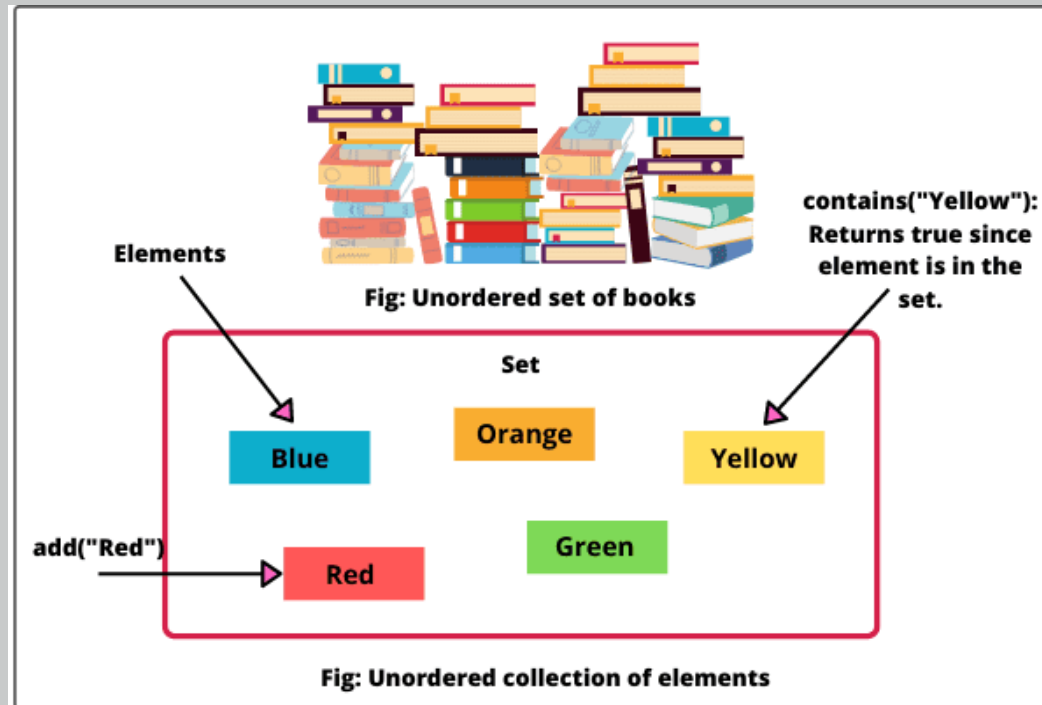 Elements
contains("Yellow"):
Returns true since
element is in the
set.
Fig: Unordered set of books
Set
Blue
Orange
Yellow
add("Red")
Red
Green
Fig: Unordered collection of elements